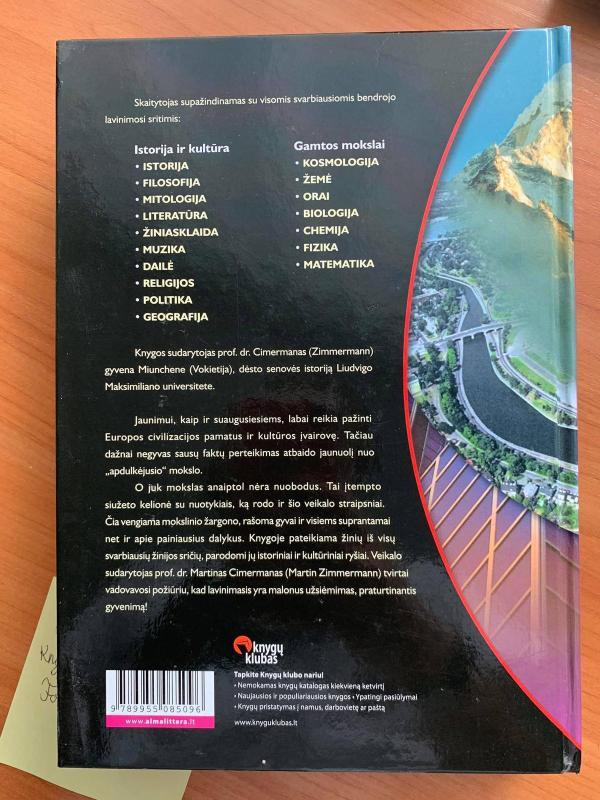 Skaitytojas supažindinamas su visomis svarbiausiomis bendrojo
lavinimosi sritimis:
Istorija ir kultūra
• ISTORIJA
• FILOSOFIJA
• MITOLOGIJA
• LITERATŪRA
• ŽINIASKLAIDA
• MUZIKA
• DAILĖ
• RELIGIJOS
• POLITIKA
• GEOGRAFIJA
Gamtos mokslai
• KOSMOLOGIJA
• ŽEMĖ
• ORAI
• BIOLOGIJA
• CHEMIJA
• FIZIKA
• MATEMATIKA
Knygos sudarytojas prof. dr. Cimermanas (Zimmermann)
gyvena Miunchene (Vokietija), dėsto senovės istoriją Liudvigo
Maksimiliano universitete.
Jaunimui, kaip ir suaugusiesiems, labai reikia pažinti
Europos civilizacijos pamatus ir kultūros įvairovę. Tačiau
dažnai negyvas sausų faktų perteikimas atbaido jaunuolį nuo
„apdulkėjusio“ mokslo.
O juk mokslas anaiptol nėra nuobodus. Tai įtempto
siužeto kelionė su nuotykiais, ką rodo ir šio veikalo straipsniai.
Čia vengiama mokslinio žargono, rašoma gyvai ir visiems suprantamai
net ir apie painiausius dalykus. Knygoje pateikiama žinių iš visų
svarbiausių žinijos sričių, parodomi jų istoriniai ir kultūriniai ryšiai. Veikalo
sudarytojas prof. dr. Martinas Cimermanas (Martin Zimmermann) tvirtai
vadovavosi požiūriu, kad lavinimasis yra malonus užsiėmimas, praturtinantis
gyvenimą!
knygų
klubas
Tapkite Knygų klubo nariu!
• Nemokamas knygų katalogas kiekvieną ketvirtį
• Naujausios ir populiariausios knygos • Ypatingi pasiūlymai
• Knygų pristatymas į namus, darbovietę ar paštą
www.knyguklubas.lt
9 789955 085096
www.almalittera.lt